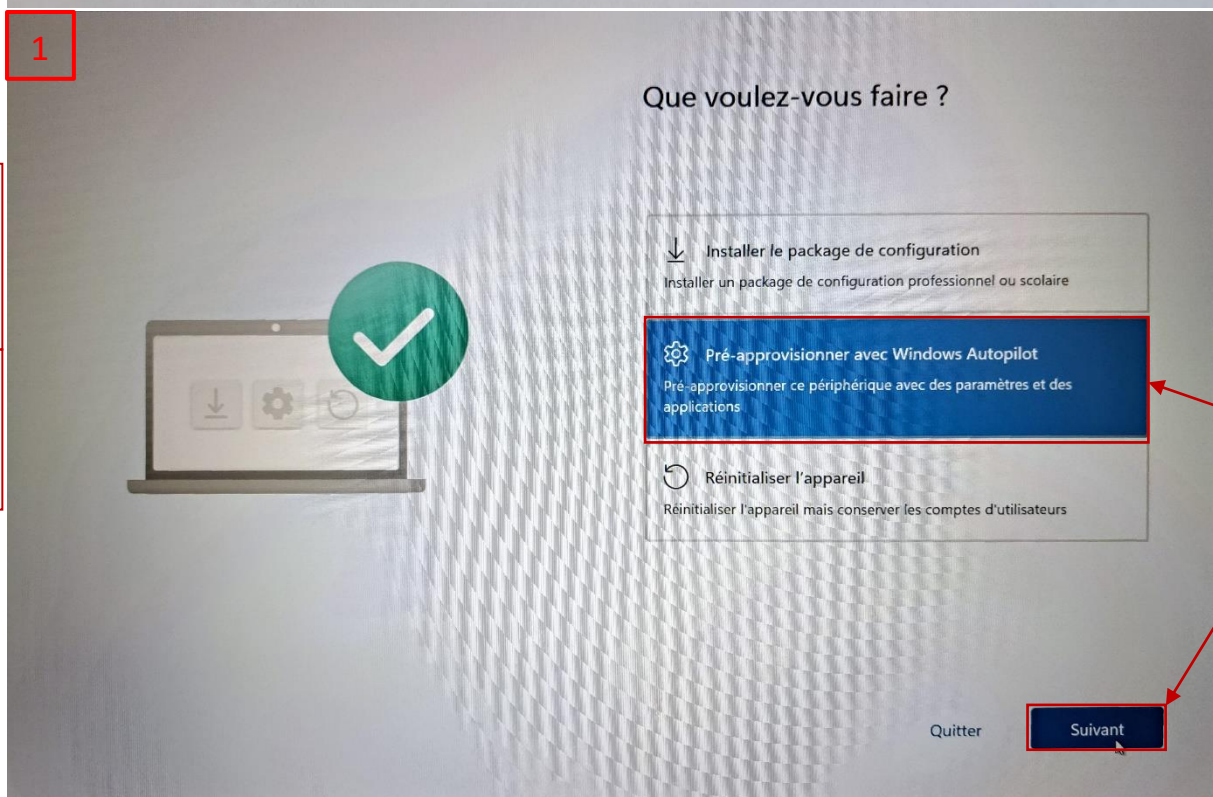 1
Que voulez-vous faire ?
Installer le package de configuration
Installer un package de configuration professionnel ou scolaire
Pré-approvisionner avec Windows Autopilot
Pré-approvisionner ce périphérique avec des paramètres et des
applications
Réinitialiser l'appareil
Réinitialiser l'appareil mais conserver les comptes d'utilisateurs
Quitter
Suivant